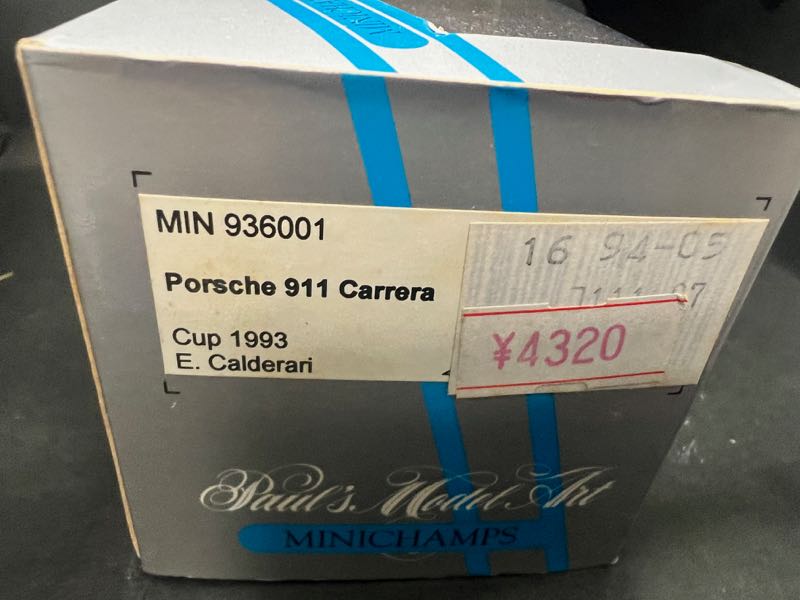 MIN 936001
Porsche 911 Carrera
Cup 1993
E. Calderari
16 94-05
¥4320
Paul's Model Art
MINICHAMPS